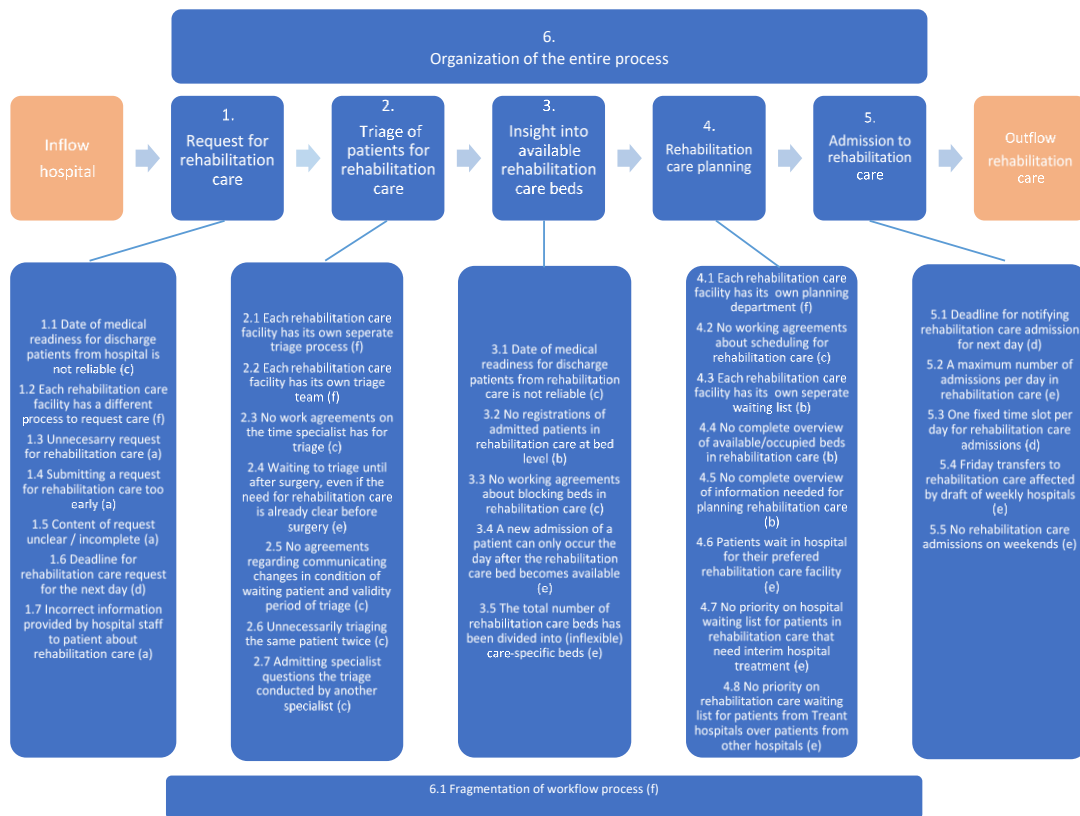 6.
Organization of the entire process
Inflow
hospital
1.
Request for
rehabilitation
care
2.
Triage of
patients for
rehabilitation
care
3.
Insight into
available
rehabilitation
care beds
4.
Rehabilitation
care planning
5.
Admission to
rehabilitation
care
Outflow
rehabilitation
care
1.1 Date of medical
readiness for discharge
patients from hospital is
not reliable (c)
1.2 Each rehabilitation care
facility has a different
process to request care (f)
1.3 Unnecesarry request
for rehabilitation care (a)
1.4 Submitting a request
for rehabilitation care too
early (a)
1.5 Content of request
unclear / incomplete (a)
1.6 Deadline for
rehabilitation care request
for the next day (d)
1.7 Incorrect information
provided by hospital staff
to patient about
rehabilitation care (a)
2.1 Each rehabilitation care
facility has its own seperate
triage process (f)
2.2 Each rehabilitation care
facility has its own triage
team (f)
2.3 No work agreements on
the time specialist has for
triage (c)
2.4 Waiting to triage until
after surgery, even if the
need for rehabilitation care
is already clear before
surgery (e)
2.5 No agreements
regarding communicating
changes in condition of
waiting patient and validity
period of triage (c)
2.6 Unnecessarily triaging
the same patient twice (c)
2.7 Admitting specialist
questions the triage
conducted by another
specialist (c)
3.1 Date of medical
readiness for discharge
patients from rehabilitation
care is not reliable (c)
3.2 No registrations of
admitted patients in
rehabilitation care at bed
level (b)
3.3 No working agreements
about blocking beds in
rehabilitation care (c)
3.4 A new admission of a
patient can only occur the
day after the rehabilitation
care bed becomes available
(e)
3.5 The total number of
rehabilitation care beds has
been divided into (inflexible)
care-specific beds (e)
4.1 Each rehabilitation care
facility has its own planning
department (f)
4.2 No working agreements
about scheduling for
rehabilitation care (c)
4.3 Each rehabilitation care
facility has its own seperate
waiting list (b)
4.4 No complete overview
of available/occupied beds
in rehabilitation care (b)
4.5 No complete overview
of information needed for
planning rehabilitation care
(b)
4.6 Patients wait in hospital
for their prefered
rehabilitation care facility
(e)
4.7 No priority on hospital
waiting list for patients in
rehabilitation care that
need interim hospital
treatment (e)
4.8 No priority on
rehabilitation care waiting
list for patients from Treant
hospitals over patients from
other hospitals (e)
5.1 Deadline for notifying
rehabilitation care admission
for next day (d)
5.2 A maximum number of
admissions per day in
rehabilitation care (e)
5.3 One fixed time slot per
day for rehabilitation care
admissions (d)
5.4 Friday transfers to
rehabilitation care affected
by draft of weekly hospitals
(e)
5.5 No rehabilitation care
admissions on weekends (e)
6.1 Fragmentation of workflow process (f)